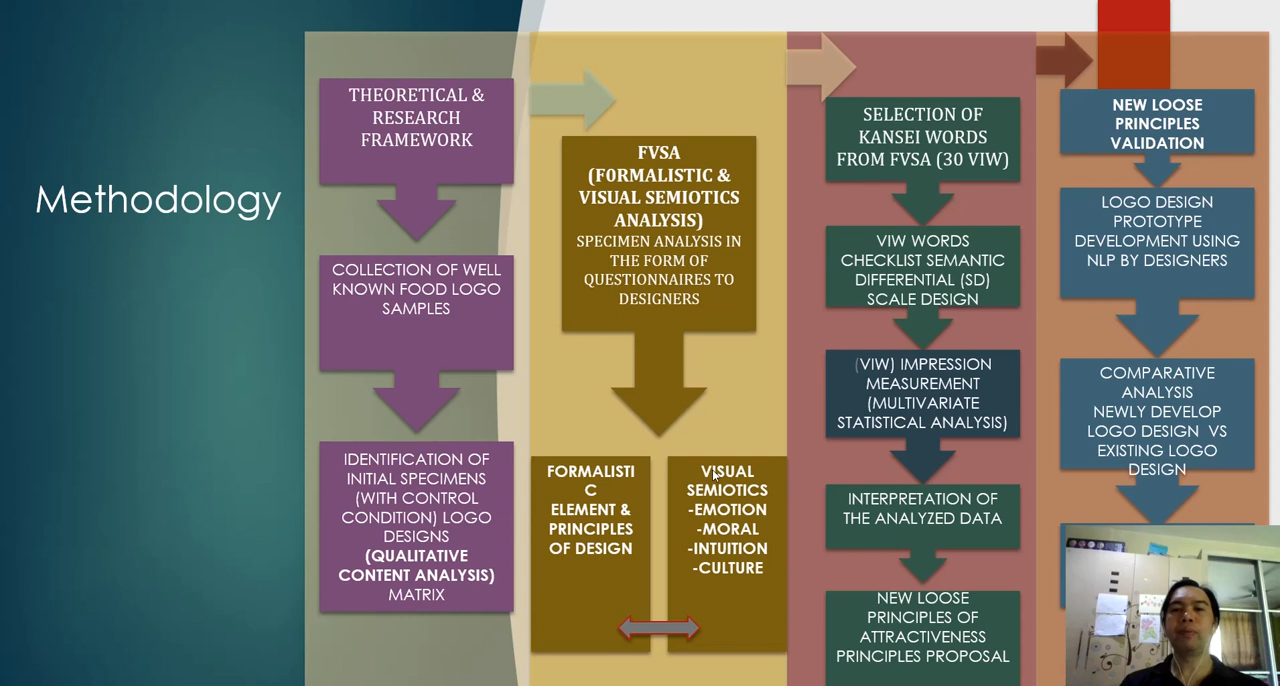 Methodology
THEORETICAL &
RESEARCH
FRAMEWORK
COLLECTION OF WELL
KNOWN FOOD LOGO
SAMPLES
IDENTIFICATION OF
INITIAL SPECIMENS
(WITH CONTROL
CONDITION) LOGO
DESIGNS
(QUALITATIVE
CONTENT ANALYSIS)
MATRIX
FVSA
(FORMALISTIC &
VISUAL SEMIOTICS
ANALYSIS)
SPECIMEN ANALYSIS IN
THE FORM OF
QUESTIONNAIRES TO
DESIGNERS
FORMALISTI
C
ELEMENT &
PRINCIPLES
OF DESIGN
VISUAL
SEMIOTICS
-EMOTION
-MORAL
-INTUITION
-CULTURE
SELECTION OF
KANSEI WORDS
FROM FVSA (30 VIW)
VIW WORDS
CHECKLIST SEMANTIC
DIFFERENTIAL (SD)
SCALE DESIGN
(VIW) IMPRESSION
MEASUREMENT
(MULTIVARIATE
STATISTICAL ANALYSIS)
INTERPRETATION OF
THE ANALYZED DATA
NEW LOOSE
PRINCIPLES OF
ATTRACTIVENESS
PRINCIPLES PROPOSAL
NEW LOOSE
PRINCIPLES
VALIDATION
LOGO DESIGN
PROTOTYPE
DEVELOPMENT USING
NLP BY DESIGNERS
COMPARATIVE
ANALYSIS
NEWLY DEVELOP
LOGO DESIGN VS
EXISTING LOGO
DESIGN